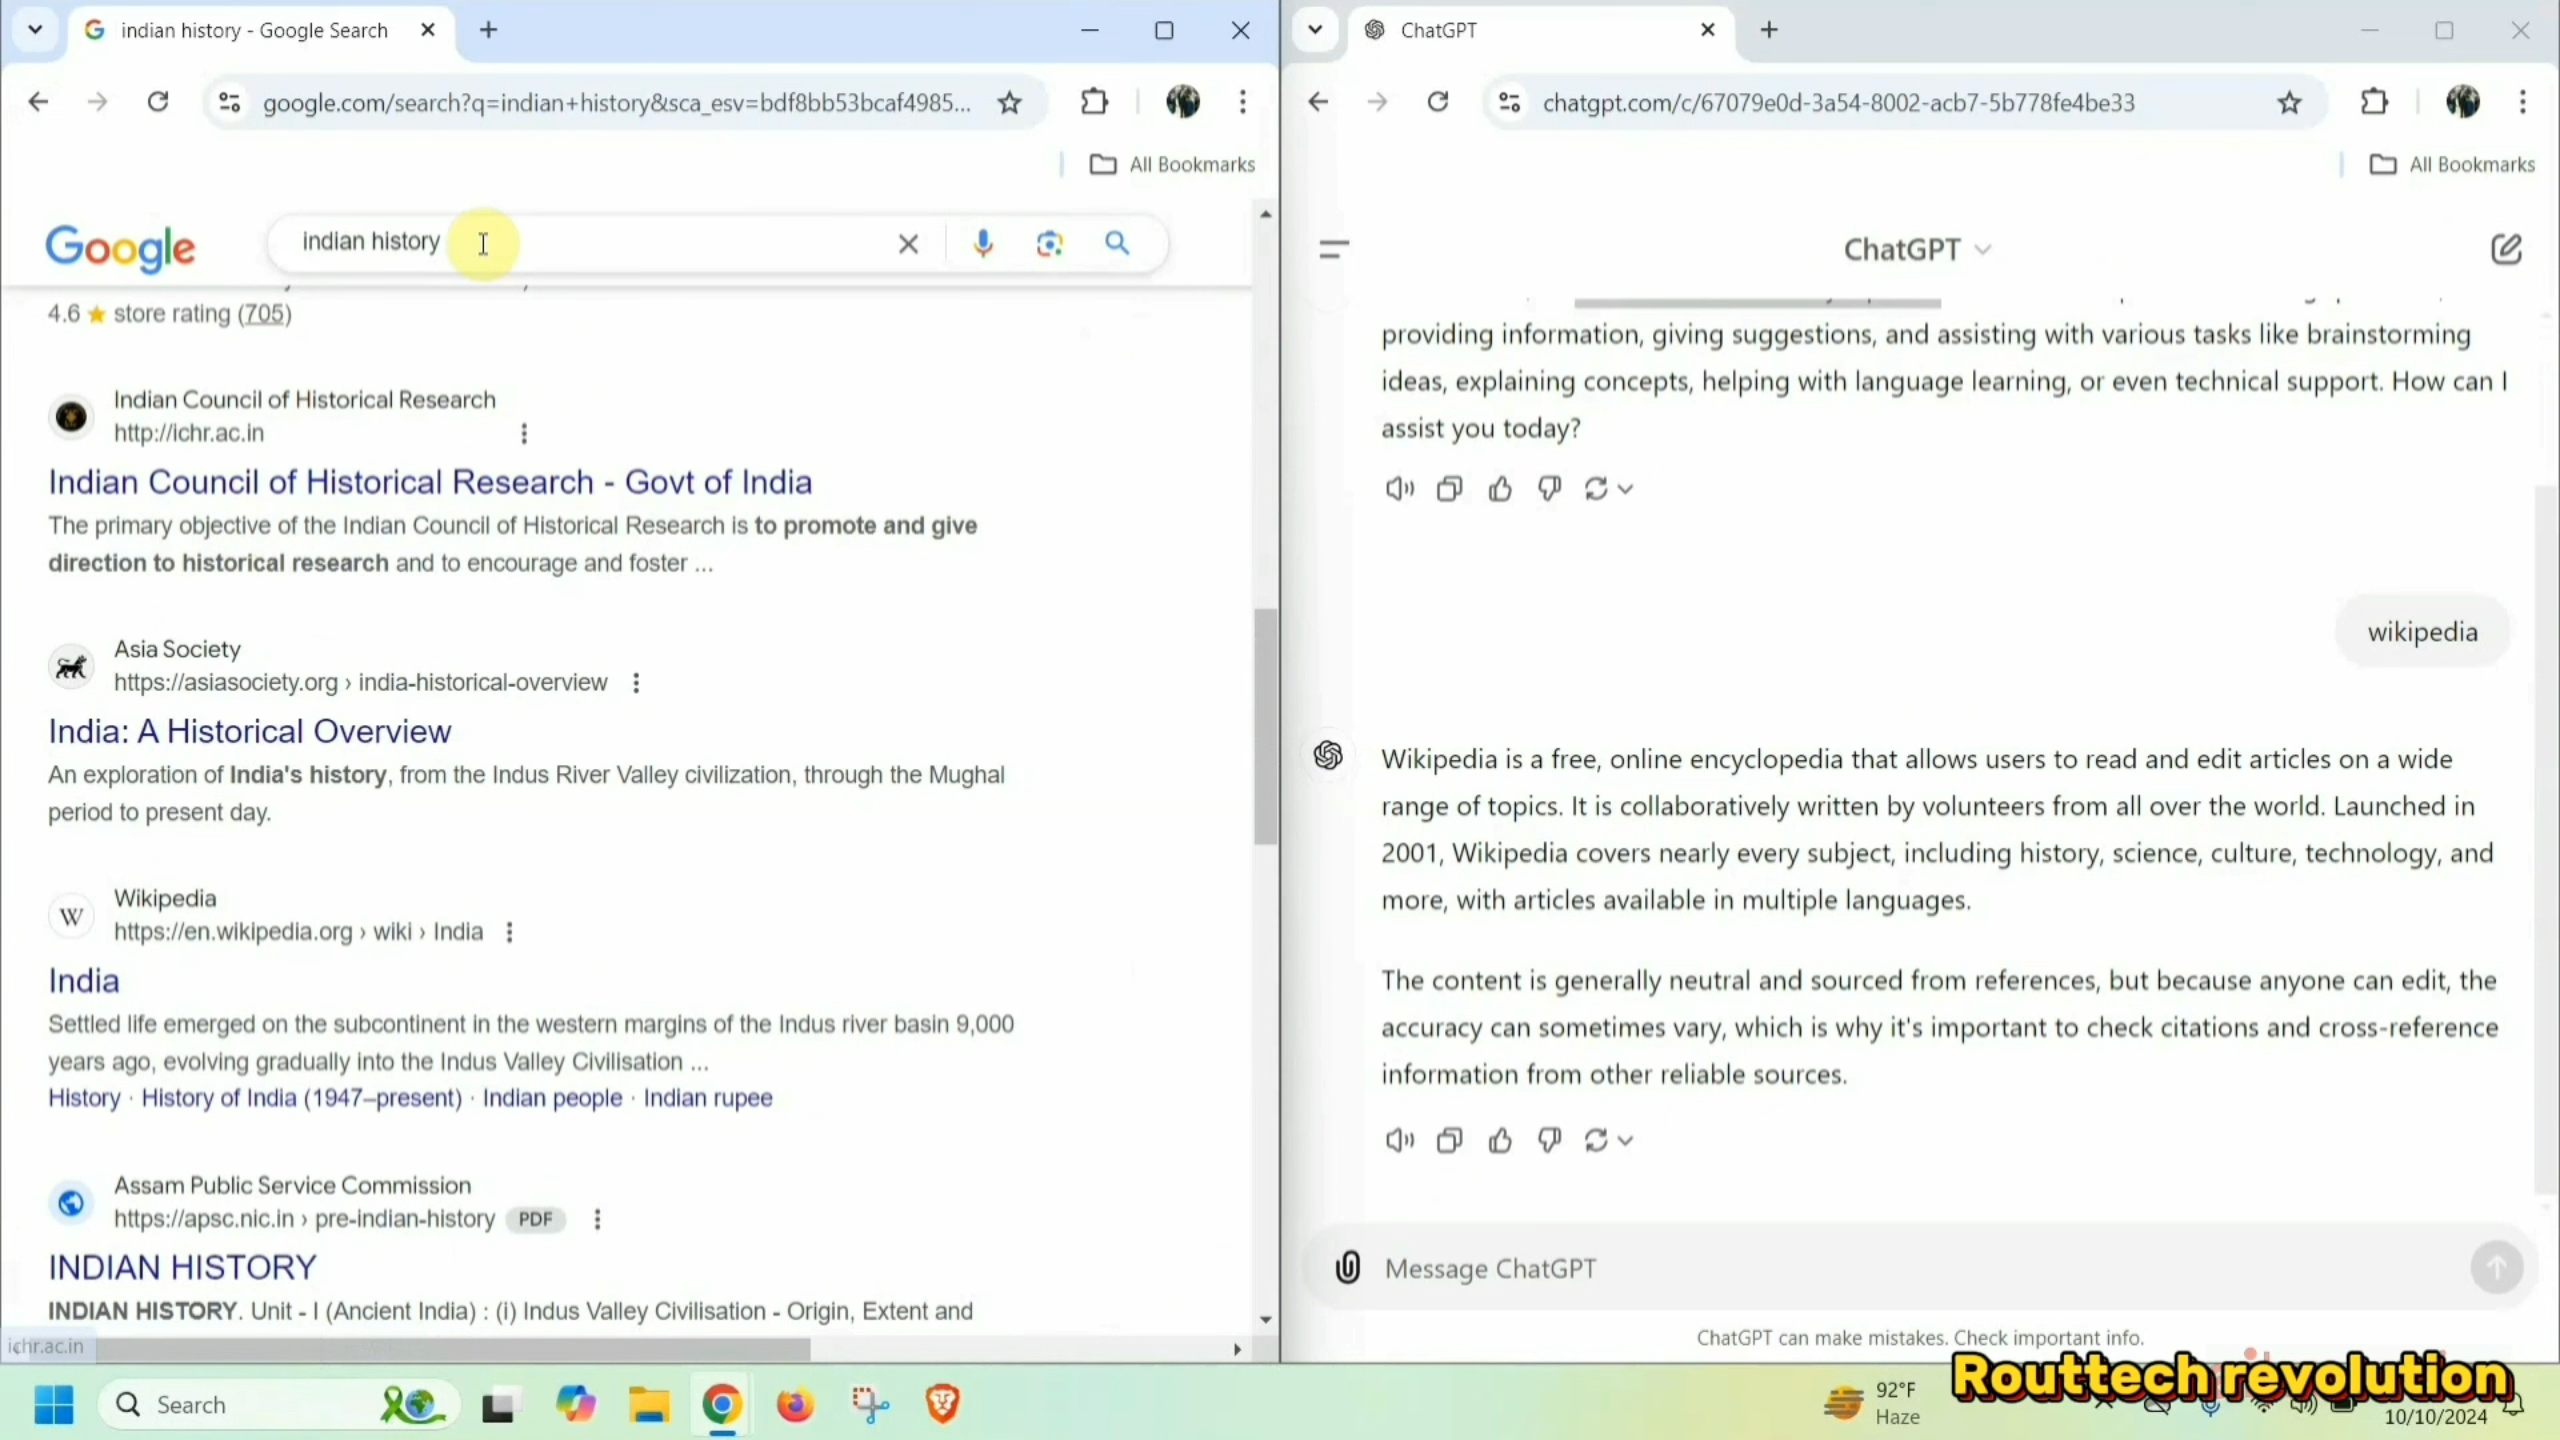 indian history - Google Search
google.com/search?q=indian+history&sca_esv=bdf8bb53bcaf4985...
All Bookmarks
Google
indian history
4.6 ★ store rating (705)
Indian Council of Historical Research
http://ichr.ac.in
Indian Council of Historical Research - Govt of India
The primary objective of the Indian Council of Historical Research is to promote and give
direction to historical research and to encourage and foster ...
Asia Society
https://asiasociety.org › india-historical-overview
India: A Historical Overview
An exploration of India's history, from the Indus River Valley civilization, through the Mughal
period to present day.
W
Wikipedia
https://en.wikipedia.org › wiki › India
India
Settled life emerged on the subcontinent in the western margins of the Indus river basin 9,000
years ago, evolving gradually into the Indus Valley Civilisation ...
History · History of India (1947–present) · Indian people · Indian rupee
Assam Public Service Commission
https://apsc.nic.in › pre-indian-history PDF
INDIAN HISTORY
INDIAN HISTORY. Unit - I (Ancient India) : (i) Indus Valley Civilisation - Origin, Extent and
ichr.ac.in
ChatGPT
chatgpt.com/c/67079e0d-3a54-8002-acb7-5b778fe4be33
All Bookmarks
ChatGPT
providing information, giving suggestions, and assisting with various tasks like brainstorming
ideas, explaining concepts, helping with language learning, or even technical support. How can I
assist you today?
wikipedia
Wikipedia is a free, online encyclopedia that allows users to read and edit articles on a wide
range of topics. It is collaboratively written by volunteers from all over the world. Launched in
2001, Wikipedia covers nearly every subject, including history, science, culture, technology, and
more, with articles available in multiple languages.
The content is generally neutral and sourced from references, but because anyone can edit, the
accuracy can sometimes vary, which is why it's important to check citations and cross-reference
information from other reliable sources.
Message ChatGPT
ChatGPT can make mistakes. Check important info.
Routtech revolution
Search
92°F
Haze
10/10/2024